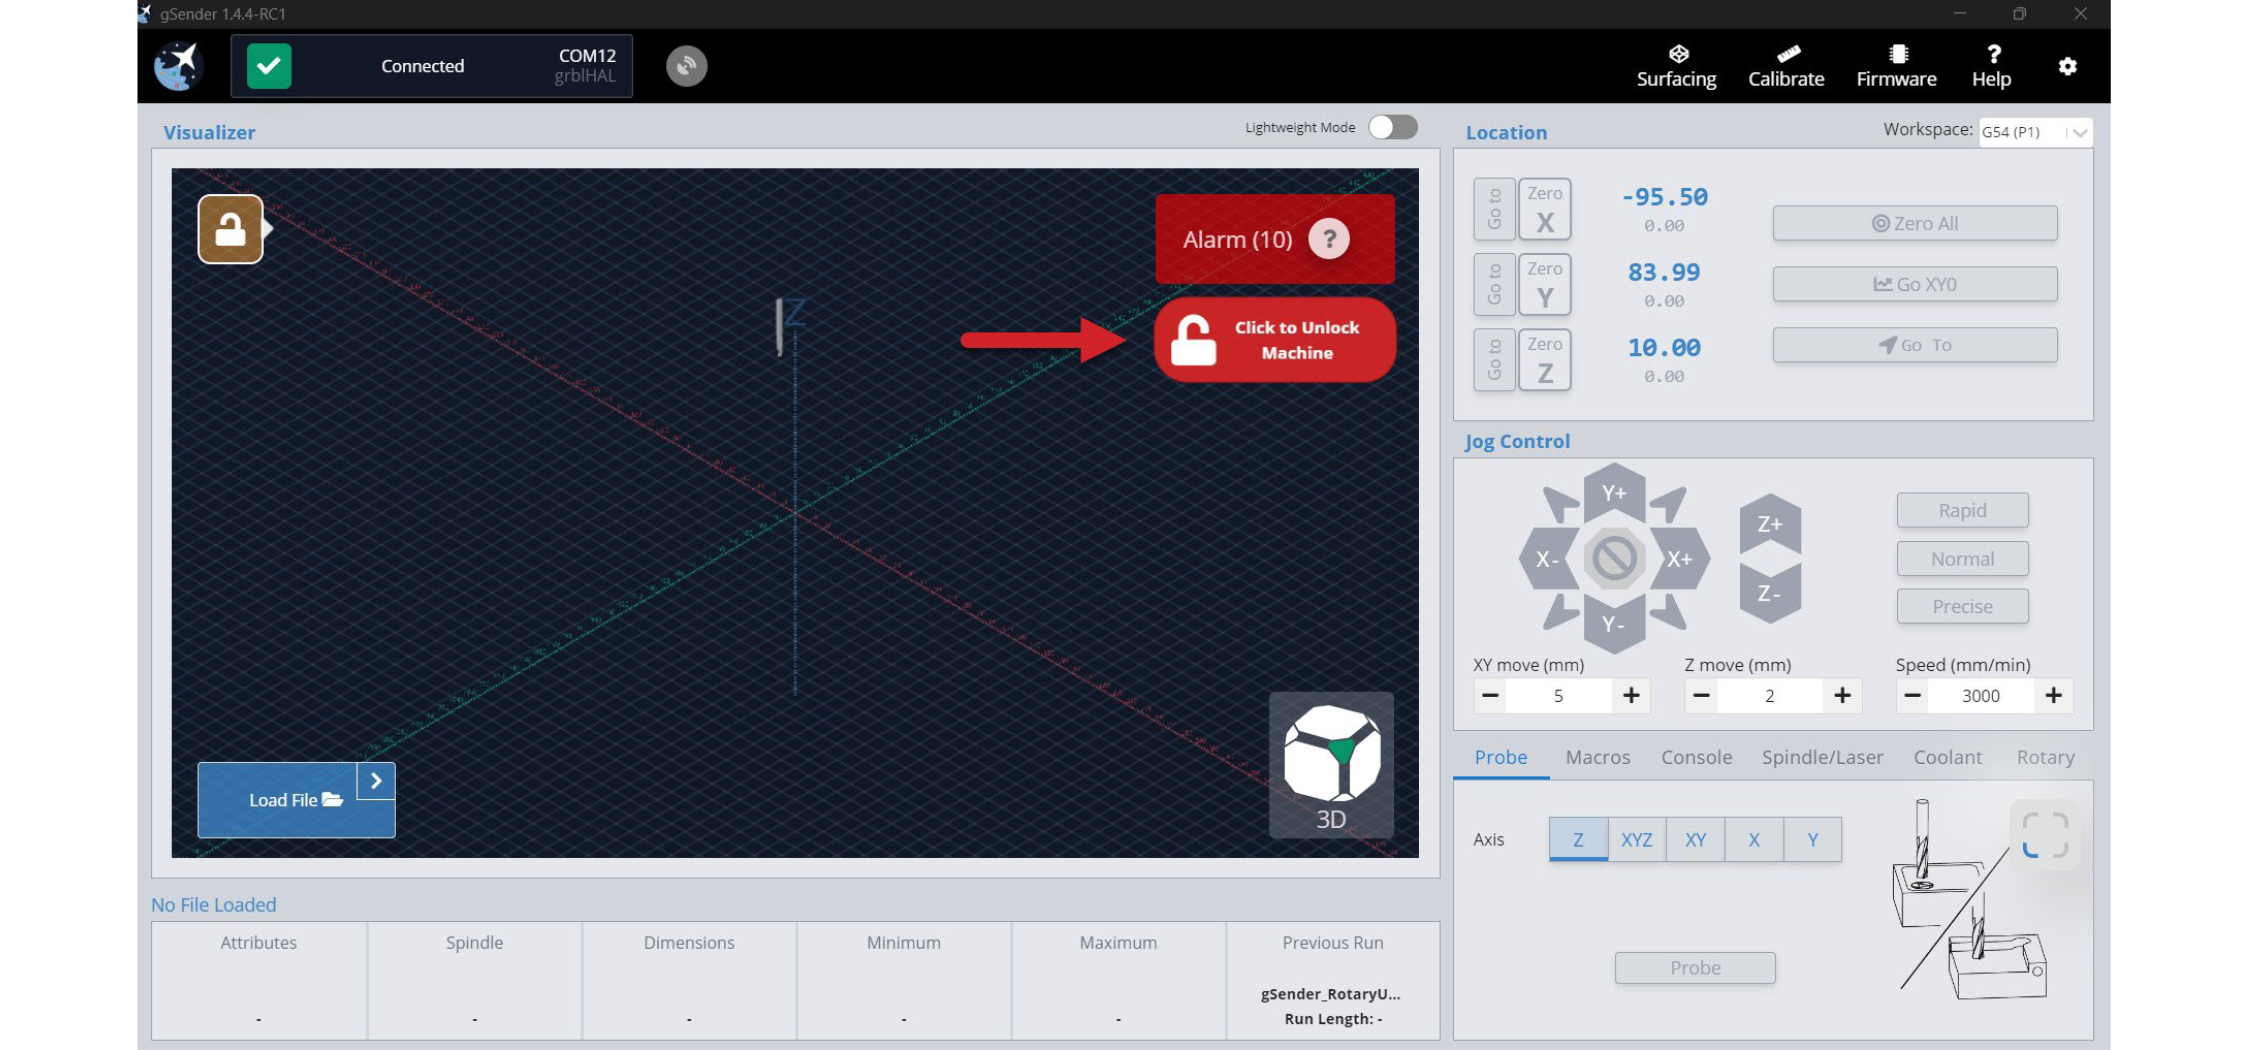 gSender 1.4.4-RC1
Connected
COM12
grblHAL
Surfacing
Calibrate
Firmware
?
Help
Visualizer
Lightweight Mode
Alarm (10) ?
Click to Unlock
Machine
Z
Load File
3D
No File Loaded
Attributes
-
Spindle
-
Dimensions
-
Minimum
-
Maximum
-
Previous Run
gSender_RotaryU...
Run Length: -
Location
Workspace: G54 (P1)
Go to
Zero
X
-95.50
0.00
Zero All
Go to
Zero
Y
83.99
0.00
Go XY0
Go to
Zero
Z
10.00
0.00
Go To
Jog Control
Y+
X-
X+
Y-
Z+
Z-
Rapid
Normal
Precise
XY move (mm)
− 5 +
Z move (mm)
− 2 +
Speed (mm/min)
− 3000 +
Probe Macros Console Spindle/Laser Coolant Rotary
Axis Z XYZ XY X Y
Probe